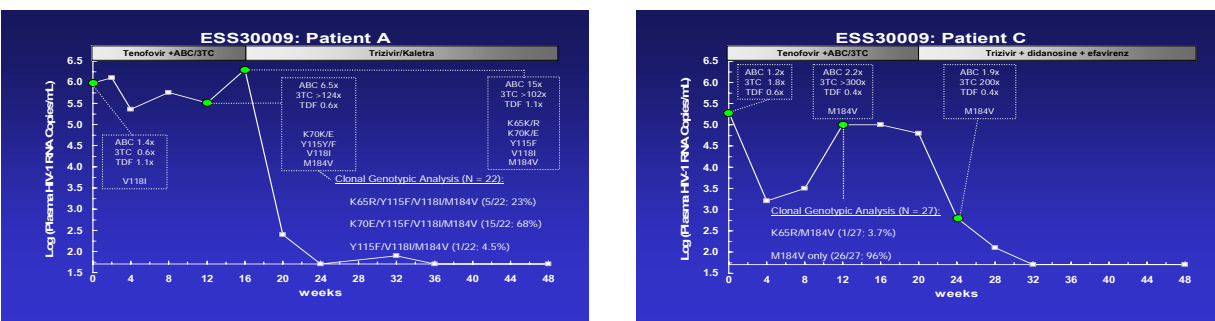 ESS30009: Patient A
Tenofovir +ABC/3TC
Trizivir/Kaletra
Log (Plasma HIV-1 RNA Copies/mL)
6.5
6.0
5.5
5.0
4.5
4.0
3.5
3.0
2.5
2.0
1.5
ABC 1.4x
3TC 0.6x
TDF 1.1x
V118I
ABC 6.5x
3TC >124x
TDF 0.6x
K70K/E
Y115Y/F
V118I
M184V
ABC 15x
3TC >102x
TDF 1.1x
K65K/R
K70K/E
Y115F
V118I
M184V
Clonal Genotypic Analysis (N = 22):
K65R/Y115F/V118I/M184V (5/22; 23%)
K70E/Y115F/V118I/M184V (15/22; 68%)
Y115F/V118I/M184V (1/22; 4.5%)
0 4 8 12 16 20 24 28 32 36 40 44 48
weeks
ESS30009: Patient C
Tenofovir +ABC/3TC
Trizivir + didanosine + efavirenz
Log (Plasma HIV-1 RNA Copies/mL)
6.5
6.0
5.5
5.0
4.5
4.0
3.5
3.0
2.5
2.0
1.5
ABC 1.2x
3TC 1.8x
TDF 0.6x
ABC 2.2x
3TC >300x
TDF 0.4x
M184V
ABC 1.9x
3TC 200x
TDF 0.4x
M184V
Clonal Genotypic Analysis (N = 27):
K65R/M184V (1/27; 3.7%)
M184V only (26/27; 96%)
0 4 8 12 16 20 24 28 32 36 40 44 48
weeks